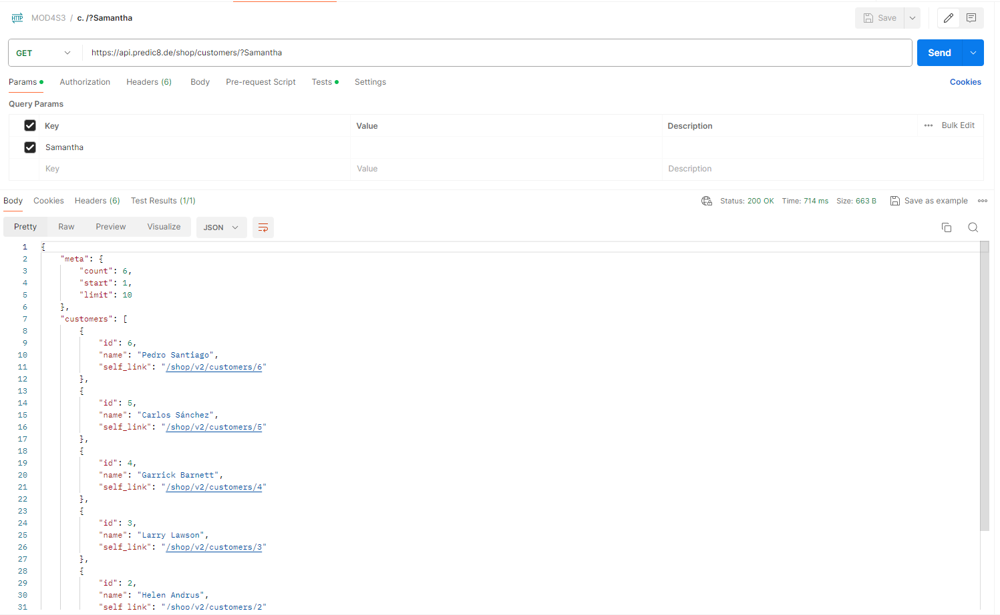 HTTP MOD4S3 / c. /?Samantha Save
GET https://api.predic8.de/shop/customers/?Samantha Send
Params Authorization Headers (6) Body Pre-request Script Tests Settings Cookies
Query Params
Key Value Description ••• Bulk Edit
Samantha
Key Value Description
Body Cookies Headers (6) Test Results (1/1) Status: 200 OK Time: 714 ms Size: 663 B Save as example •••
Pretty Raw Preview Visualize JSON
1 {
2 "meta": {
3 "count": 6,
4 "start": 1,
5 "limit": 10
6 },
7 "customers": [
8 {
9 "id": 6,
10 "name": "Pedro Santiago",
11 "self_link": "/shop/v2/customers/6"
12 },
13 {
14 "id": 5,
15 "name": "Carlos Sánchez",
16 "self_link": "/shop/v2/customers/5"
17 },
18 {
19 "id": 4,
20 "name": "Garrick Barnett",
21 "self_link": "/shop/v2/customers/4"
22 },
23 {
24 "id": 3,
25 "name": "Larry Lawson",
26 "self_link": "/shop/v2/customers/3"
27 },
28 {
29 "id": 2,
30 "name": "Helen Andrus",
31 "self_link": "/shop/v2/customers/2"